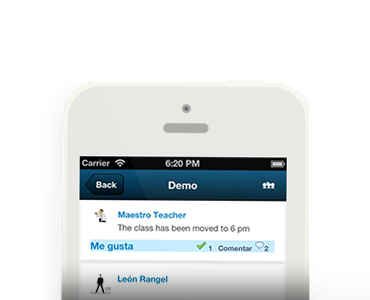 Carrier 6:20 PM
Back Demo
Maestro Teacher
The class has been moved to 6 pm
Me gusta 1 Comentar 2
León Rangel